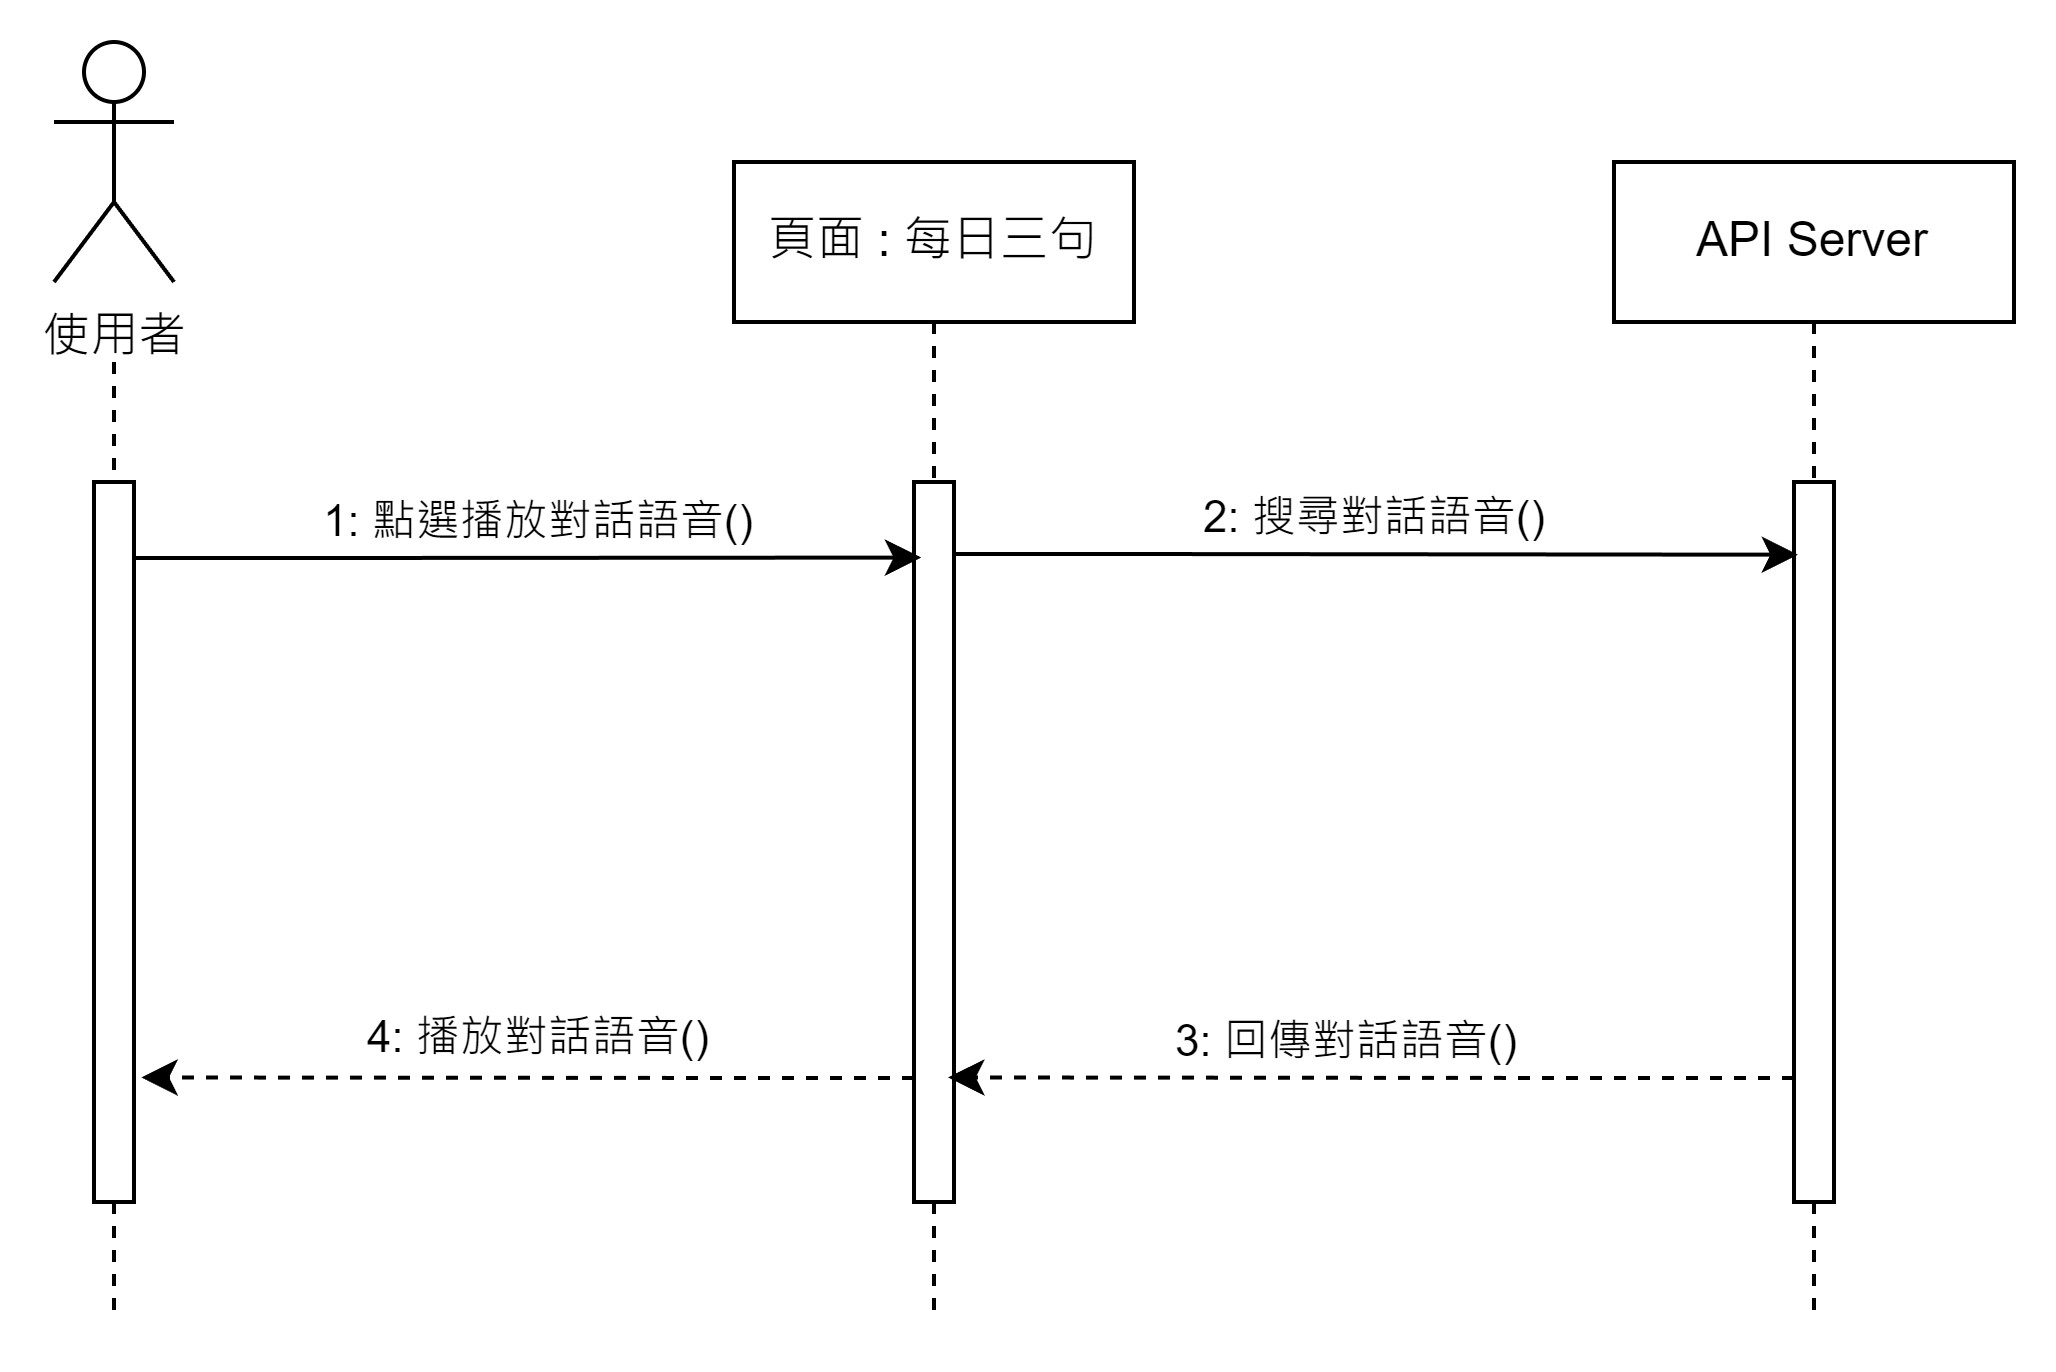 使用者
頁面 : 每日三句
API Server
1: 點選播放對話語音()
2: 搜尋對話語音()
4: 播放對話語音()
3: 回傳對話語音()